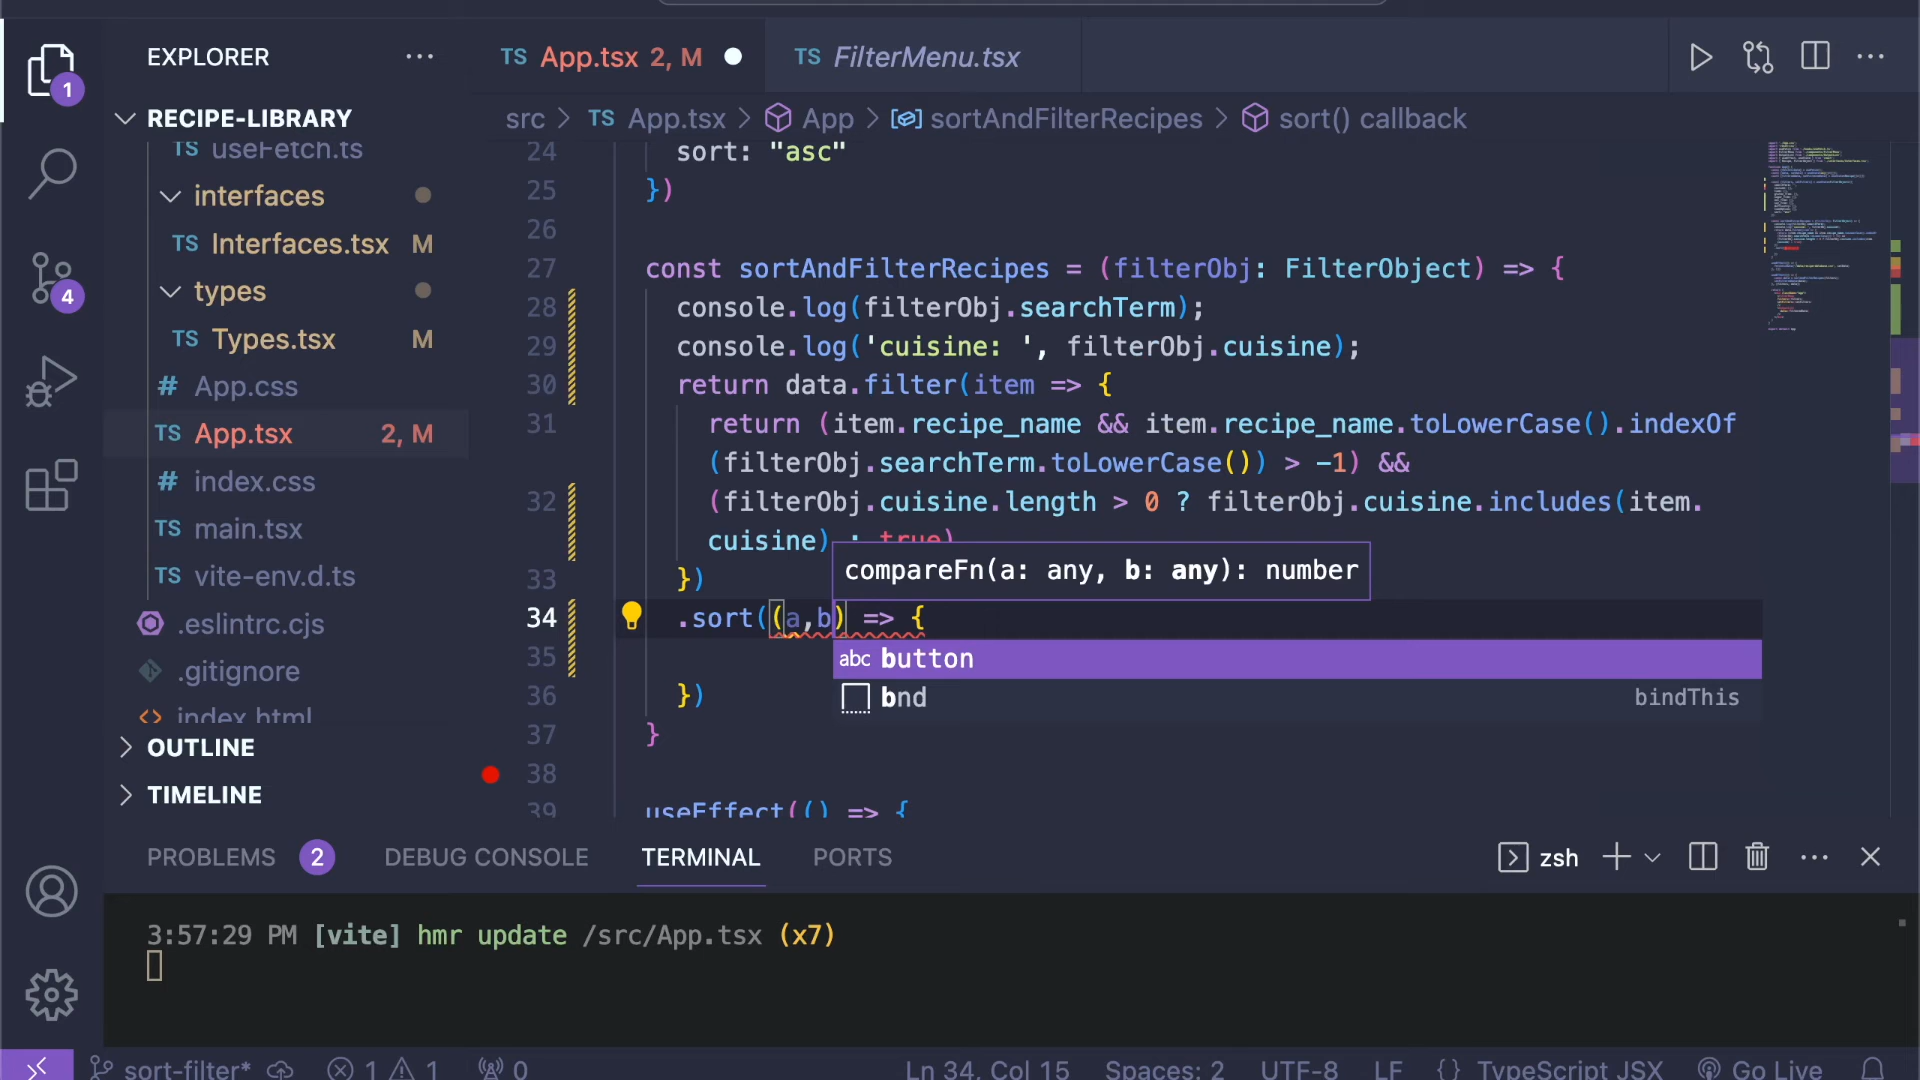 EXPLORER
TS App.tsx 2, M
TS FilterMenu.tsx
1
RECIPE-LIBRARY
src > TS App.tsx > App > sortAndFilterRecipes > sort() callback
TS useFetch.ts
interfaces
TS Interfaces.tsx M
types
TS Types.tsx M
# App.css
TS App.tsx 2, M
# index.css
TS main.tsx
TS vite-env.d.ts
.eslintrc.cjs
.gitignore
<> index.html
OUTLINE
TIMELINE
4
24 sort: "asc"
25 })
26
27 const sortAndFilterRecipes = (filterObj: FilterObject) => {
28 console.log(filterObj.searchTerm);
29 console.log('cuisine: ', filterObj.cuisine);
30 return data.filter(item => {
31 return (item.recipe_name && item.recipe_name.toLowerCase().indexOf
(filterObj.searchTerm.toLowerCase()) > -1) &&
32 (filterObj.cuisine.length > 0 ? filterObj.cuisine.includes(item.
cuisine) : true)
compareFn(a: any, b: any): number
33 })
34 .sort((a,b) => {
35
abc button
bnd bindThis
36 })
37 }
38
39 useEffect(() => {
PROBLEMS 2 DEBUG CONSOLE TERMINAL PORTS
zsh
3:57:29 PM [vite] hmr update /src/App.tsx (x7)
sort-filter* 1 1 0
Ln 34, Col 15 Spaces: 2 UTF-8 LF {} TypeScript JSX Go Live